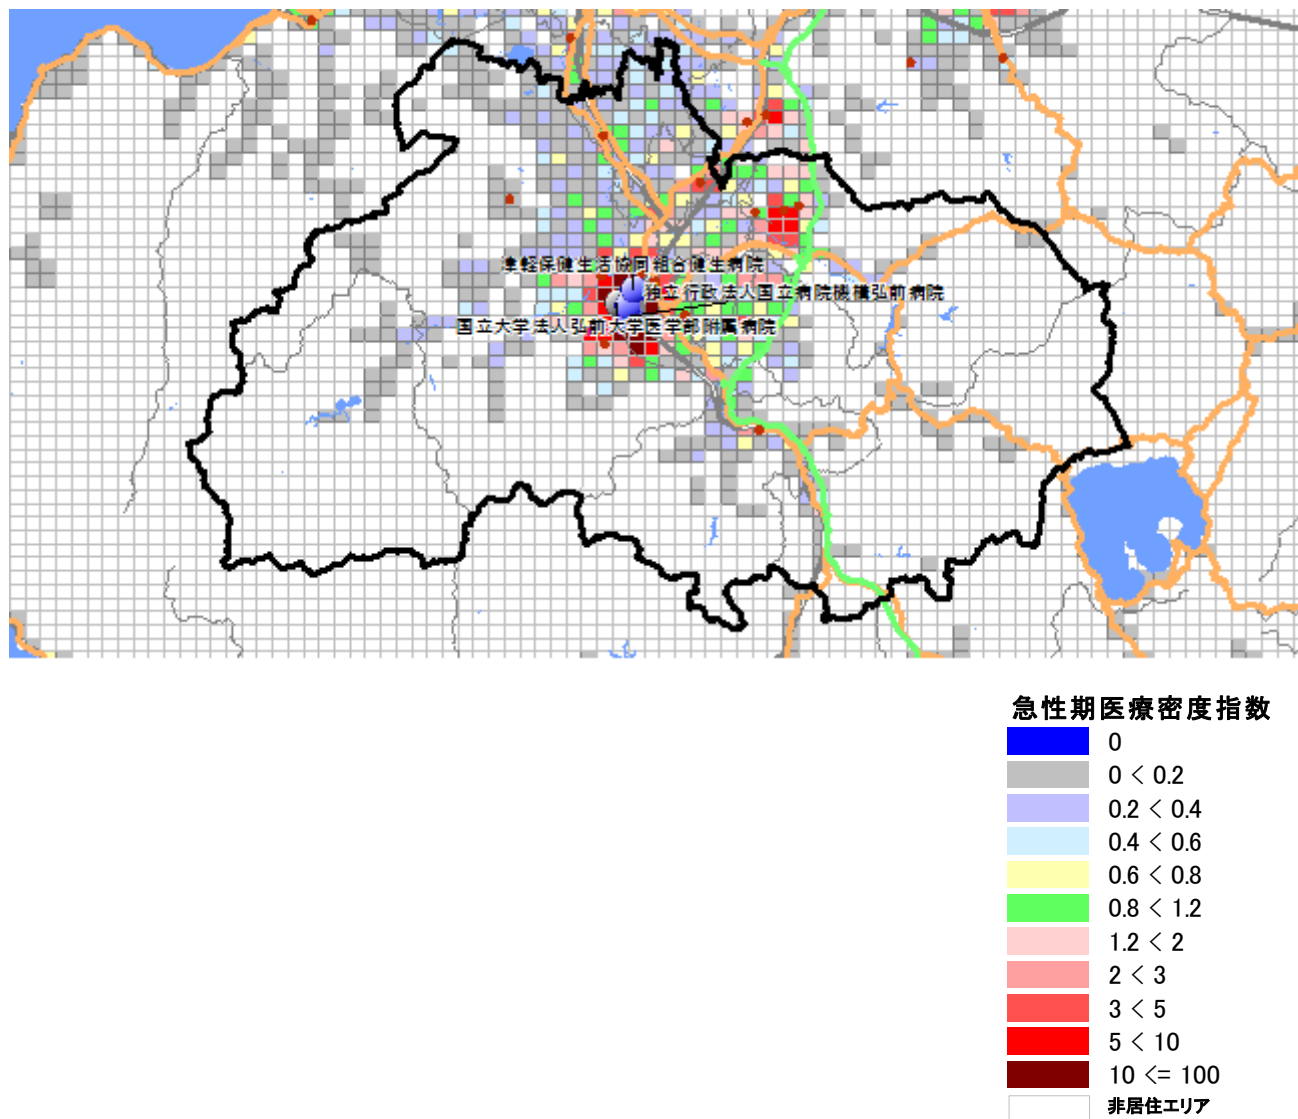 津軽保健生活協同組合健生病院
独立行政法人国立病院機構弘前病院
国立大学法人弘前大学医学部附属病院
急性期医療密度指数
0
0 < 0.2
0.2 < 0.4
0.4 < 0.6
0.6 < 0.8
0.8 < 1.2
1.2 < 2
2 < 3
3 < 5
5 < 10
10 <= 100
非居住エリア